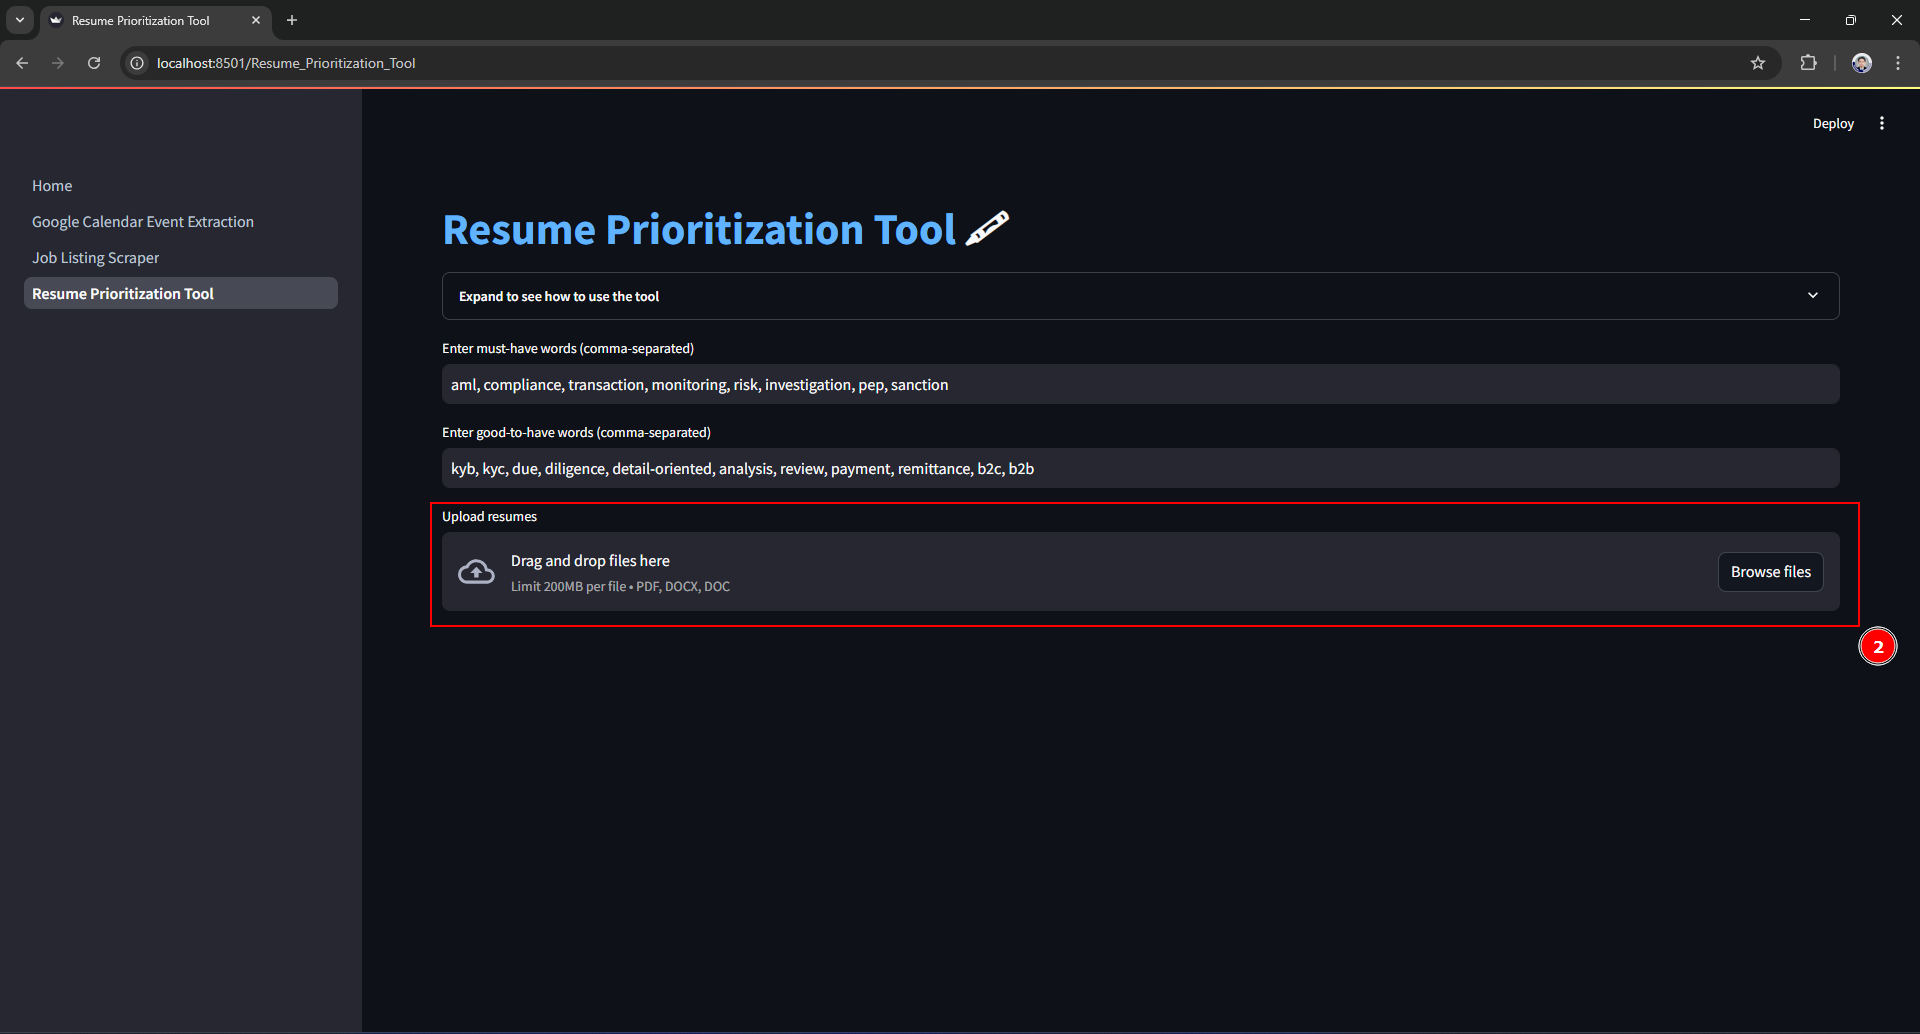 Resume Prioritization Tool
localhost:8501/Resume_Prioritization_Tool
Deploy
Home
Google Calendar Event Extraction
Job Listing Scraper
Resume Prioritization Tool
Resume Prioritization Tool
Expand to see how to use the tool
Enter must-have words (comma-separated)
aml, compliance, transaction, monitoring, risk, investigation, pep, sanction
Enter good-to-have words (comma-separated)
kyb, kyc, due, diligence, detail-oriented, analysis, review, payment, remittance, b2c, b2b
Upload resumes
Drag and drop files here
Limit 200MB per file • PDF, DOCX, DOC
Browse files
2